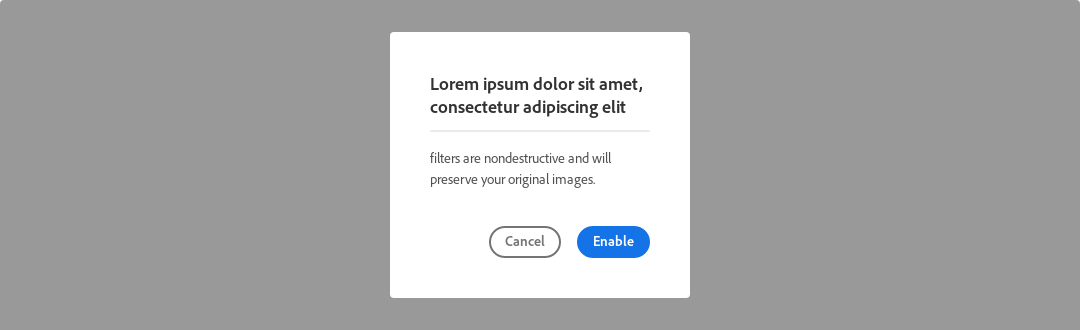 Lorem ipsum dolor sit amet,
consectetur adipiscing elit
filters are nondestructive and will
preserve your original images.
Cancel
Enable